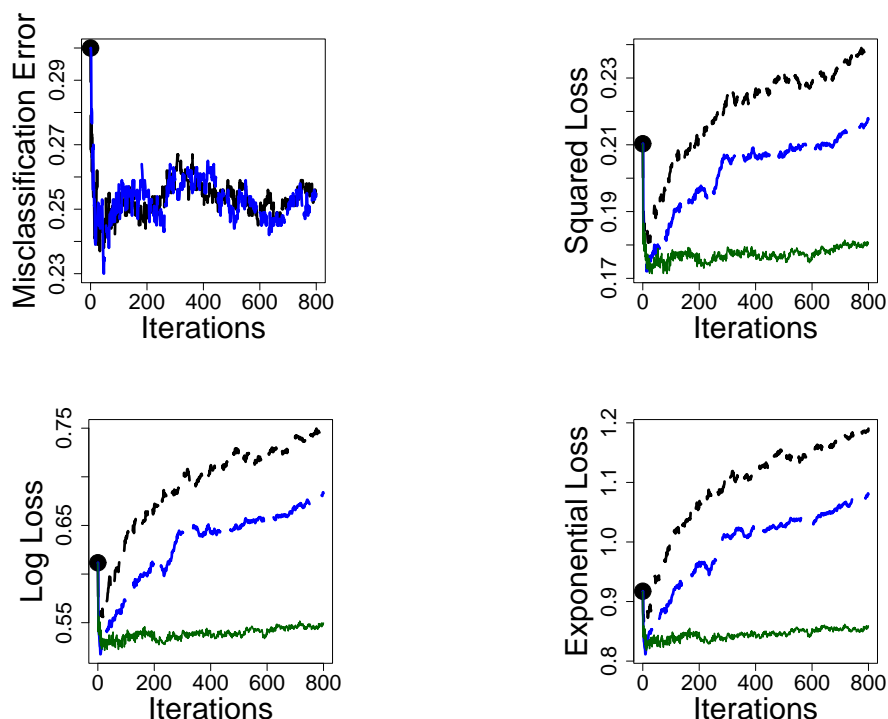 Misclassification Error
0.23 0.25 0.27 0.29
0 200 400 600 800
Iterations
Squared Loss
0.17 0.19 0.21 0.23
0 200 400 600 800
Iterations
Log Loss
0.55 0.65 0.75
0 200 400 600 800
Iterations
Exponential Loss
0.8 0.9 1.0 1.1 1.2
0 200 400 600 800
Iterations